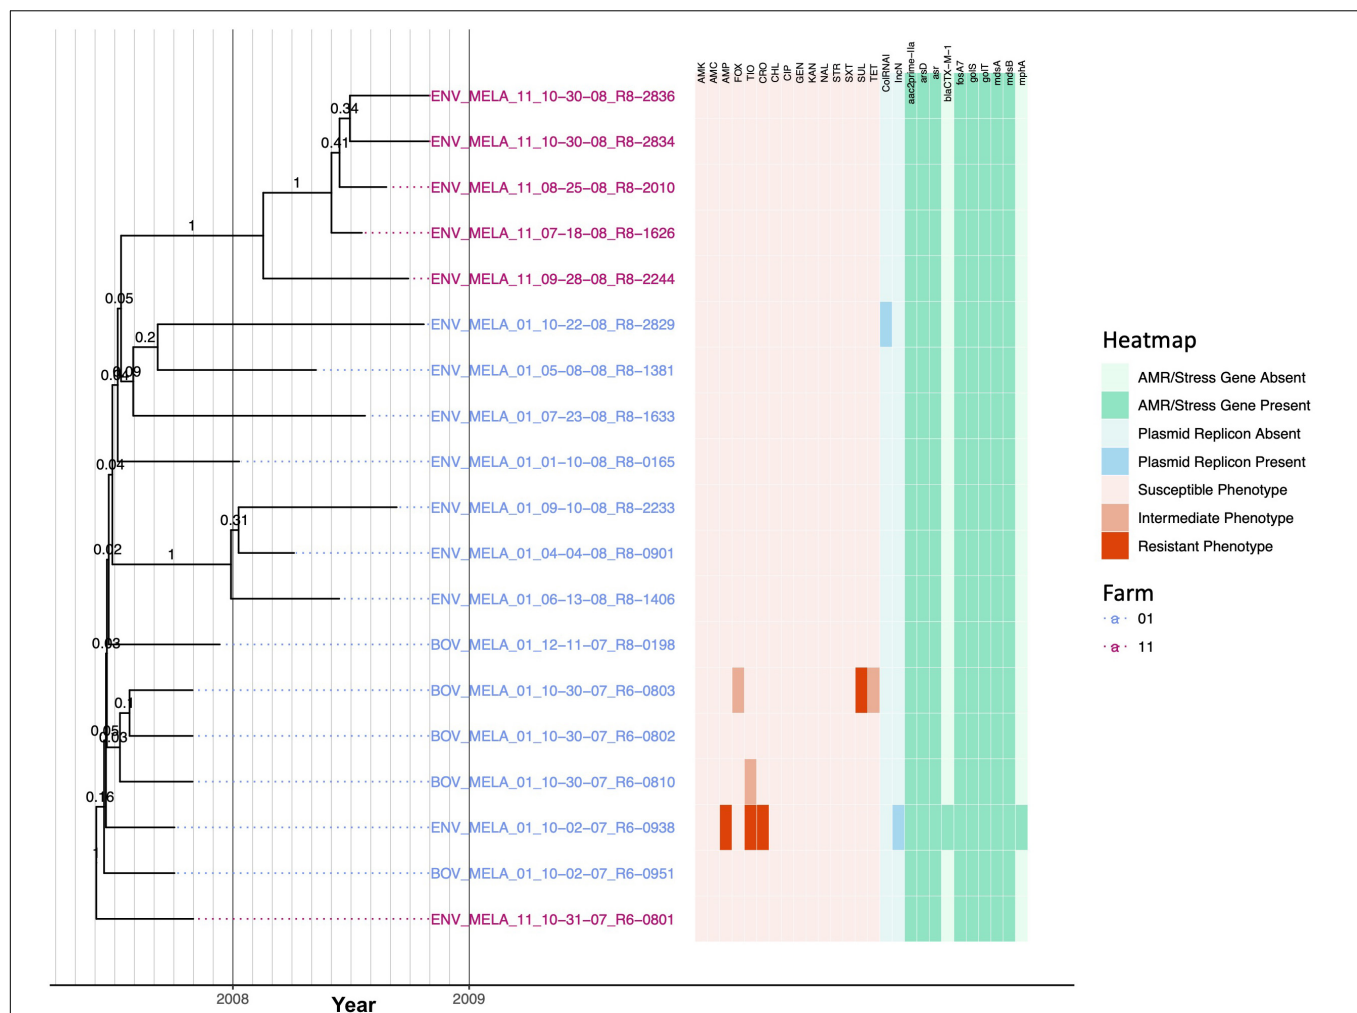 AMK
AMC
AMP
FOX
TIO
CRO
CHL
CIP
GEN
KAN
NAL
STR
SXT
SUL
TET
ColRNAI
IncN
aac2prime−IIa
arsD
asr
blaCTX−M−1
fosA7
golS
golT
mdsA
mdsB
mphA
ENV_MELA_11_10−30−08_R8−2836
0.34
ENV_MELA_11_10−30−08_R8−2834
0.41
1
ENV_MELA_11_08−25−08_R8−2010
1
ENV_MELA_11_07−18−08_R8−1626
ENV_MELA_11_09−28−08_R8−2244
0.05
ENV_MELA_01_10−22−08_R8−2829
0.2
ENV_MELA_01_05−08−08_R8−1381
0.09
ENV_MELA_01_07−23−08_R8−1633
ENV_MELA_01_01−10−08_R8−0165
0.04
ENV_MELA_01_09−10−08_R8−2233
0.31
0.02
1
ENV_MELA_01_04−04−08_R8−0901
ENV_MELA_01_06−13−08_R8−1406
0.03
BOV_MELA_01_12−11−07_R8−0198
BOV_MELA_01_10−30−07_R6−0803
0.1
0.05
0.03
BOV_MELA_01_10−30−07_R6−0802
BOV_MELA_01_10−30−07_R6−0810
0.16
ENV_MELA_01_10−02−07_R6−0938
1
BOV_MELA_01_10−02−07_R6−0951
ENV_MELA_11_10−31−07_R6−0801
2008
Year
2009
Heatmap
AMR/Stress Gene Absent
AMR/Stress Gene Present
Plasmid Replicon Absent
Plasmid Replicon Present
Susceptible Phenotype
Intermediate Phenotype
Resistant Phenotype
Farm
a 01
a 11